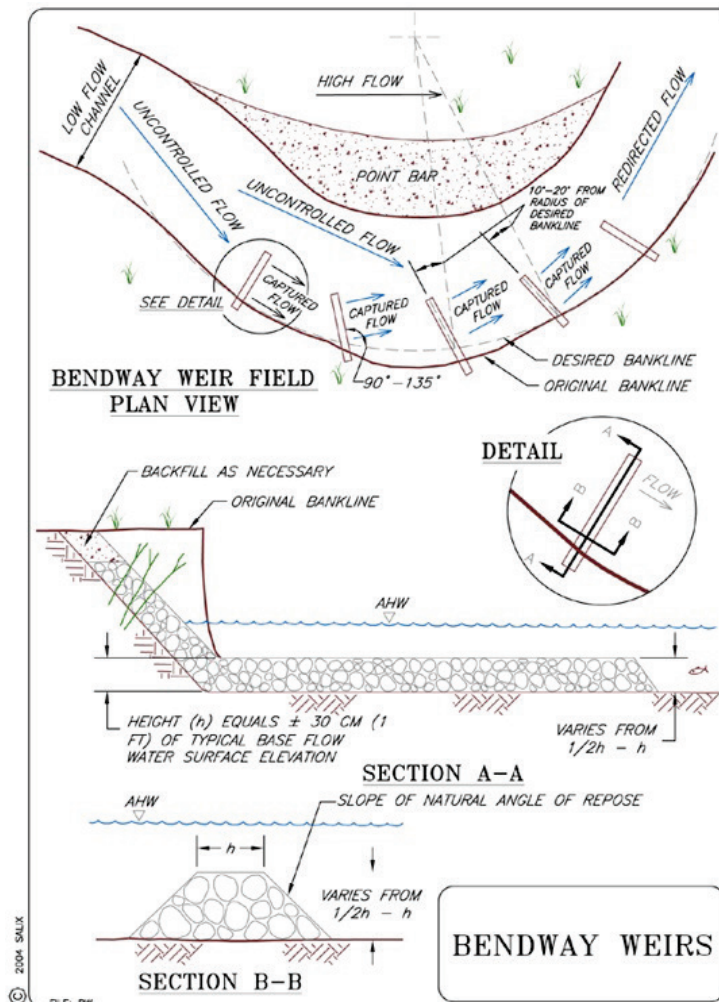 LOW FLOW
CHANNEL
UNCONTROLLED
FLOW
HIGH FLOW
POINT BAR
UNCONTROLLED
FLOW
10°-20° FROM
RADIUS OF
DESIRED
BANKLINE
REDIRECTED FLOW
SEE DETAIL
CAPTURED
FLOW
CAPTURED
FLOW
CAPTURED
FLOW
CAPTURED
FLOW
90°-135°
DESIRED BANKLINE
ORIGINAL BANKLINE
BENDWAY WEIR FIELD
PLAN VIEW
DETAIL
A
FLOW
B
B
A
BACKFILL AS NECESSARY
ORIGINAL BANKLINE
AHW
HEIGHT (h) EQUALS ± 30 CM (1
FT) OF TYPICAL BASE FLOW
WATER SURFACE ELEVATION
VARIES FROM
1/2h - h
SECTION A-A
AHW
SLOPE OF NATURAL ANGLE OF REPOSE
h
VARIES FROM
1/2h - h
SECTION B-B
BENDWAY WEIRS
© 2004 SALIX